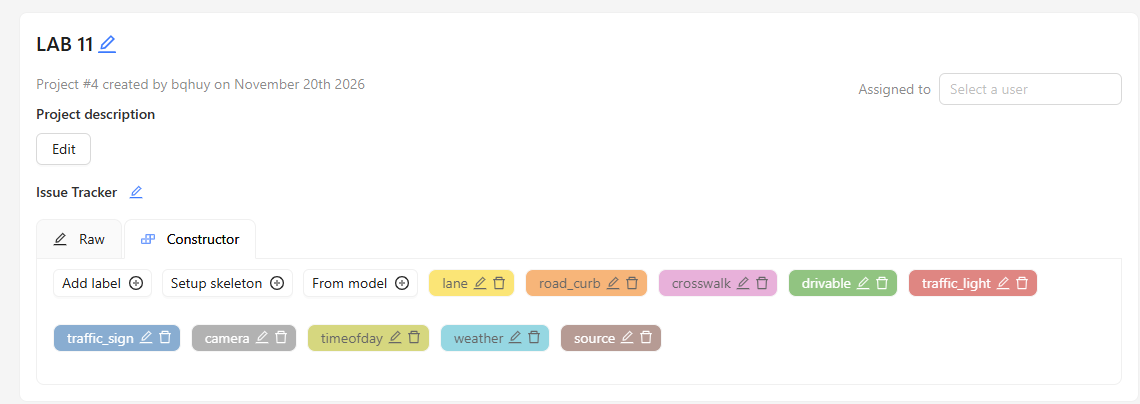 LAB 11
Project #4 created by bqhuy on November 20th 2026
Assigned to Select a user
Project description
Edit
Issue Tracker
Raw Constructor
Add label Setup skeleton From model lane road_curb crosswalk drivable traffic_light
traffic_sign camera timeofday weather source